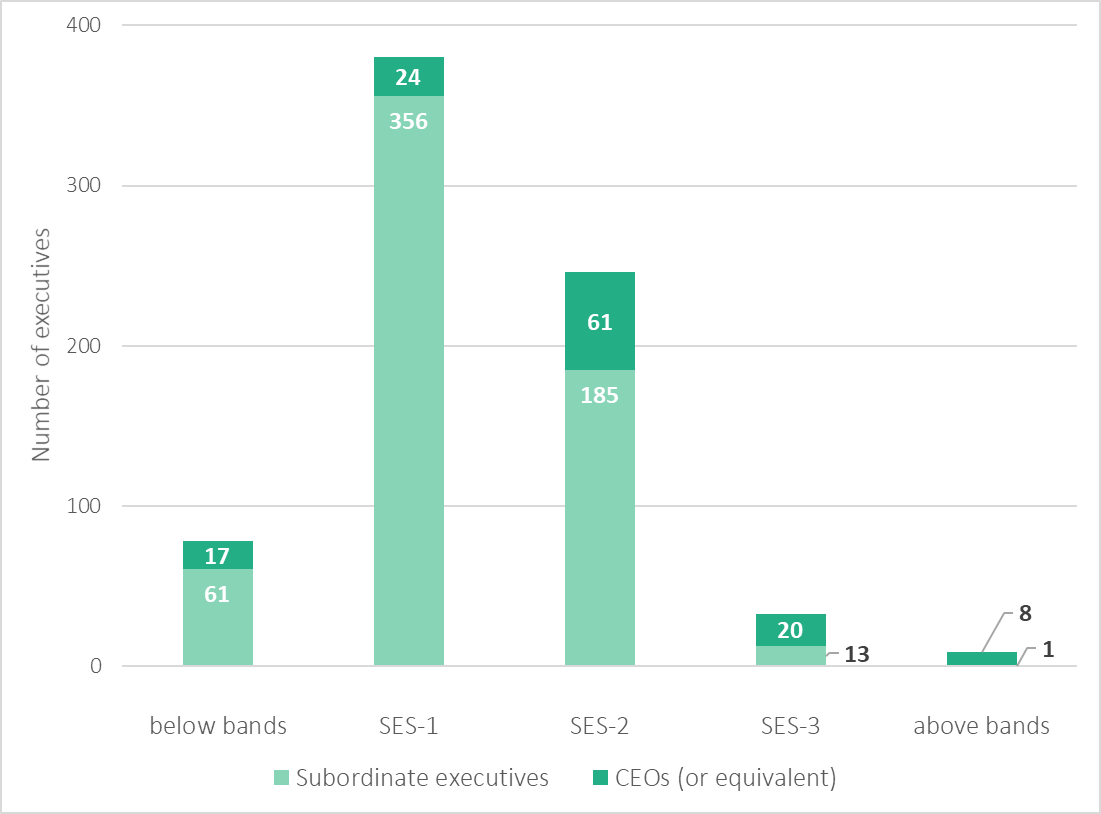 400
300
200
100
0
Number of executives
24
356
61
185
17
61
20
13
8
1
below bands
SES-1
SES-2
SES-3
above bands
Subordinate executives
CEOs (or equivalent)